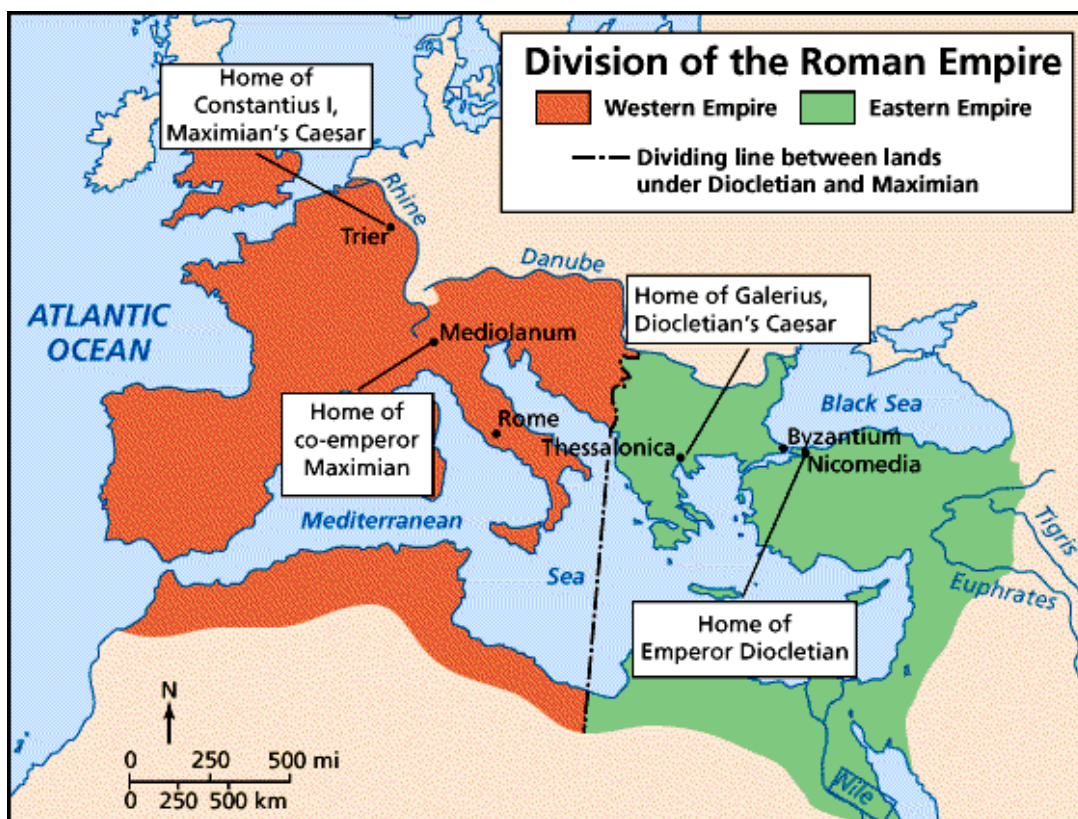 Division of the Roman Empire
Western Empire
Eastern Empire
Dividing line between lands
under Diocletian and Maximian
Home of
Constantius I,
Maximian's Caesar
Rhine
Trier
Danube
Home of Galerius,
Diocletian's Caesar
ATLANTIC
OCEAN
Mediolanum
Black Sea
Home of
co-emperor
Maximian
Rome
Thessalonica
Byzantium
Nicomedia
Mediterranean
Sea
Tigris
Euphrates
Home of
Emperor Diocletian
N
0 250 500 mi
0 250 500 km
Nile